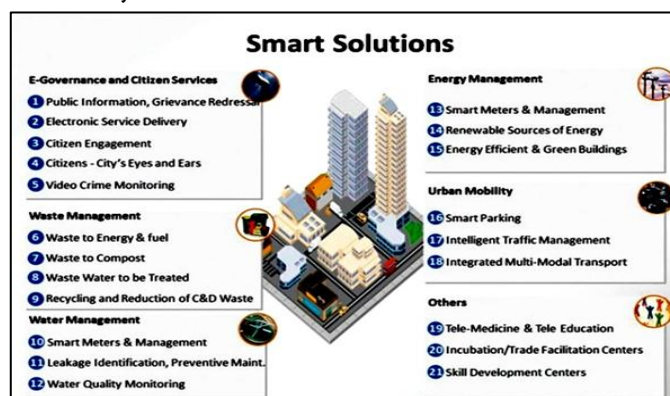 Smart Solutions
E-Governance and Citizen Services
1 Public Information, Grievance Redressal
2 Electronic Service Delivery
3 Citizen Engagement
4 Citizens - City's Eyes and Ears
5 Video Crime Monitoring
Waste Management
6 Waste to Energy & fuel
7 Waste to Compost
8 Waste Water to be Treated
9 Recycling and Reduction of C&D Waste
Water Management
10 Smart Meters & Management
11 Leakage Identification, Preventive Maint.
12 Water Quality Monitoring
Energy Management
13 Smart Meters & Management
14 Renewable Sources of Energy
15 Energy Efficient & Green Buildings
Urban Mobility
16 Smart Parking
17 Intelligent Traffic Management
18 Integrated Multi-Modal Transport
Others
19 Tele-Medicine & Tele Education
20 Incubation/Trade Facilitation Centers
21 Skill Development Centers